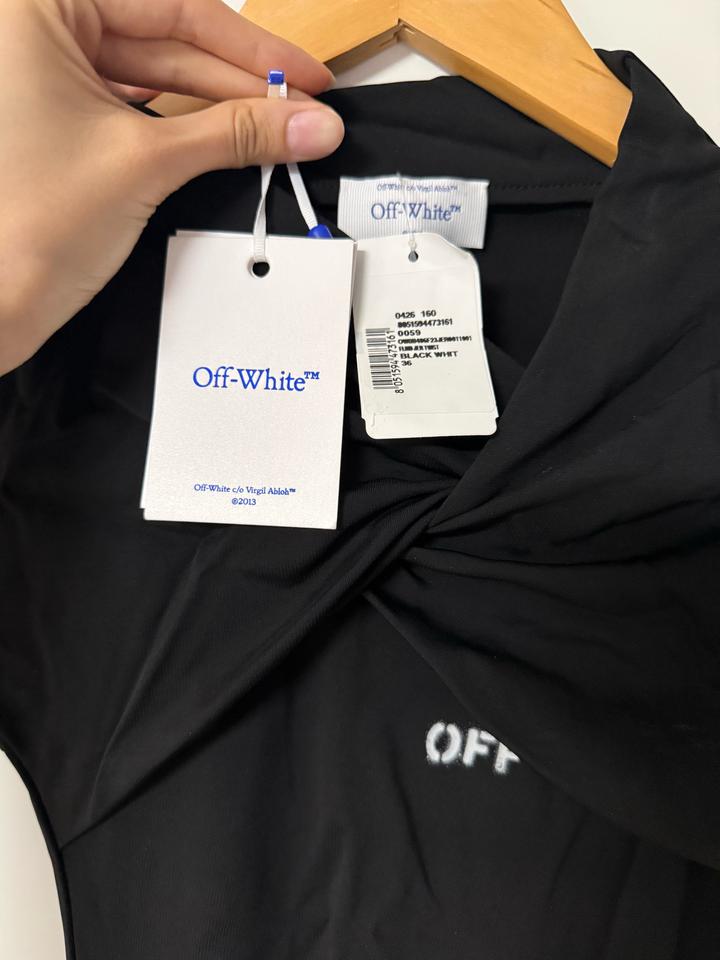 Off-White c/o Virgil Abloh™
Off-White™
Off-White™
Off-White c/o Virgil Abloh™
®2013
0426 160
8051594473161
0059
BLACK WHIT
36
8 051594 473161
OFF